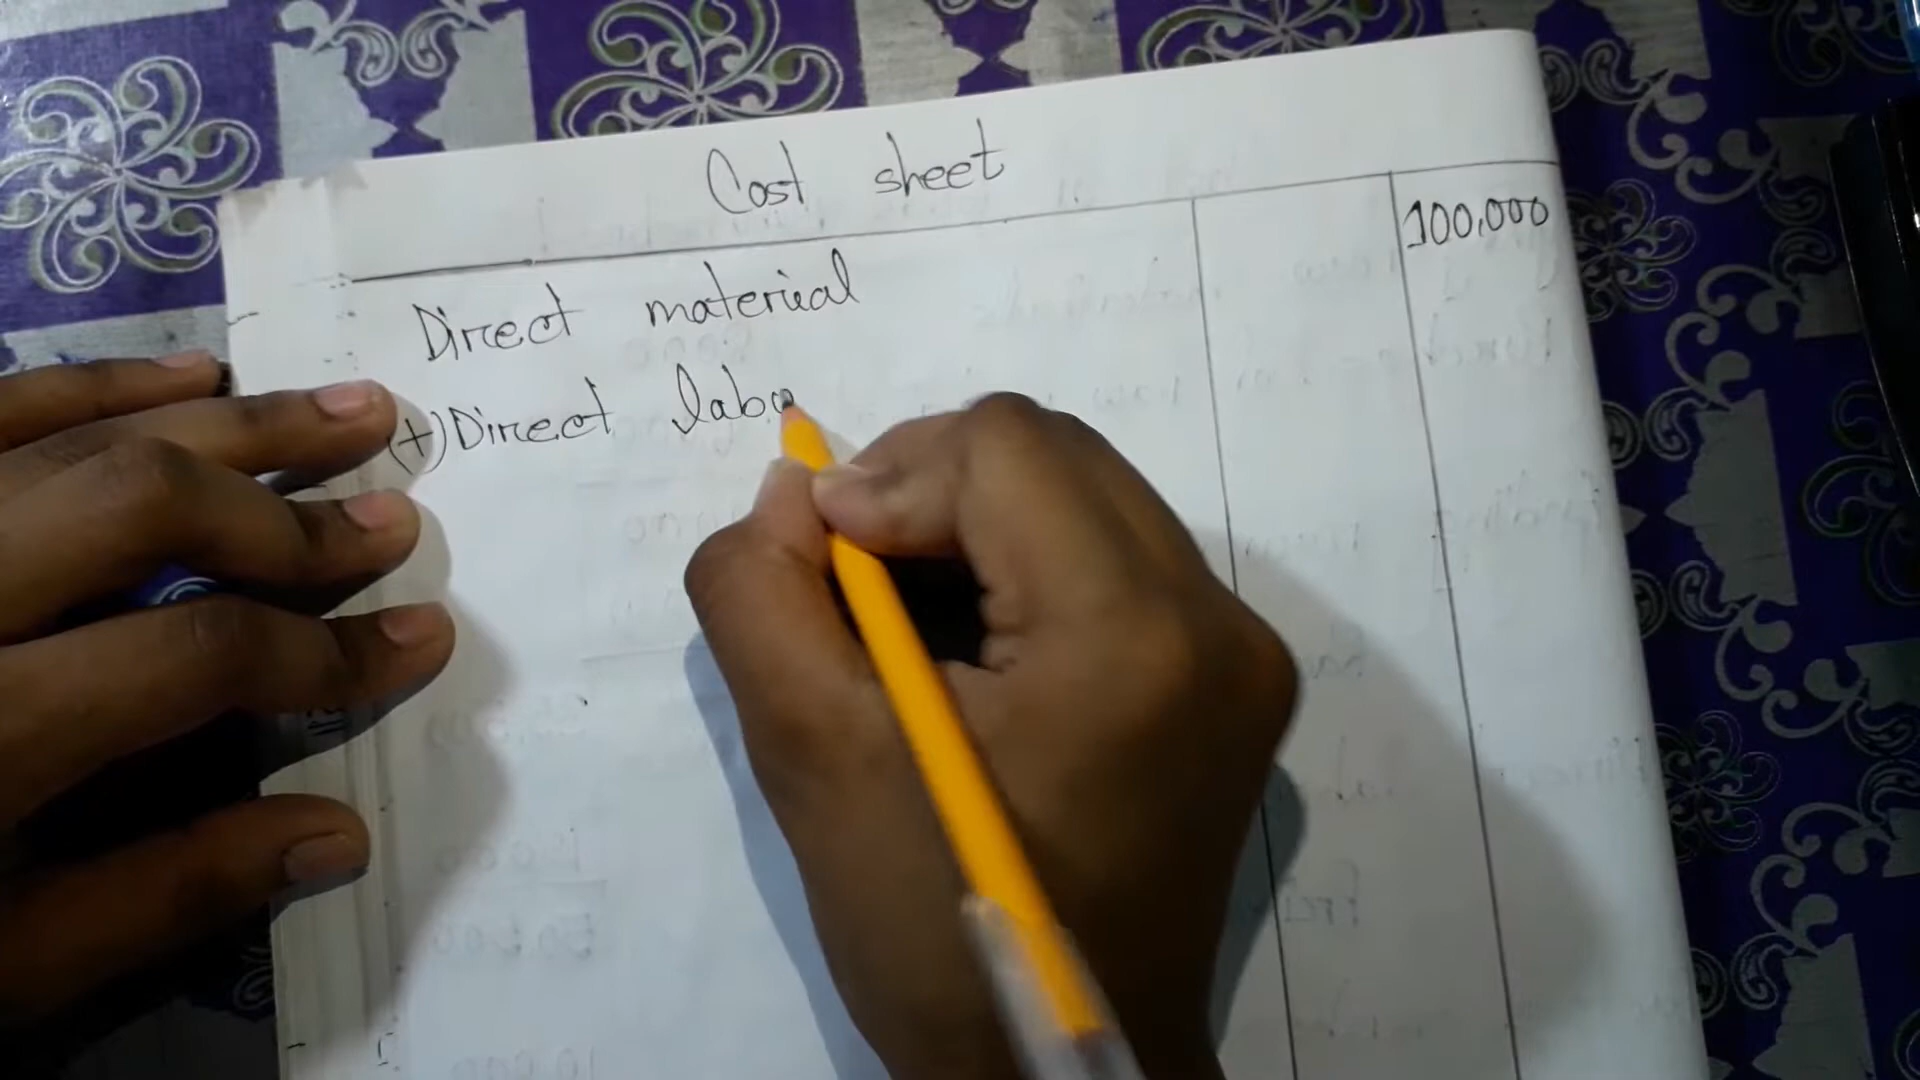 Cost sheet
Direct material 100,000
(+) Direct labo